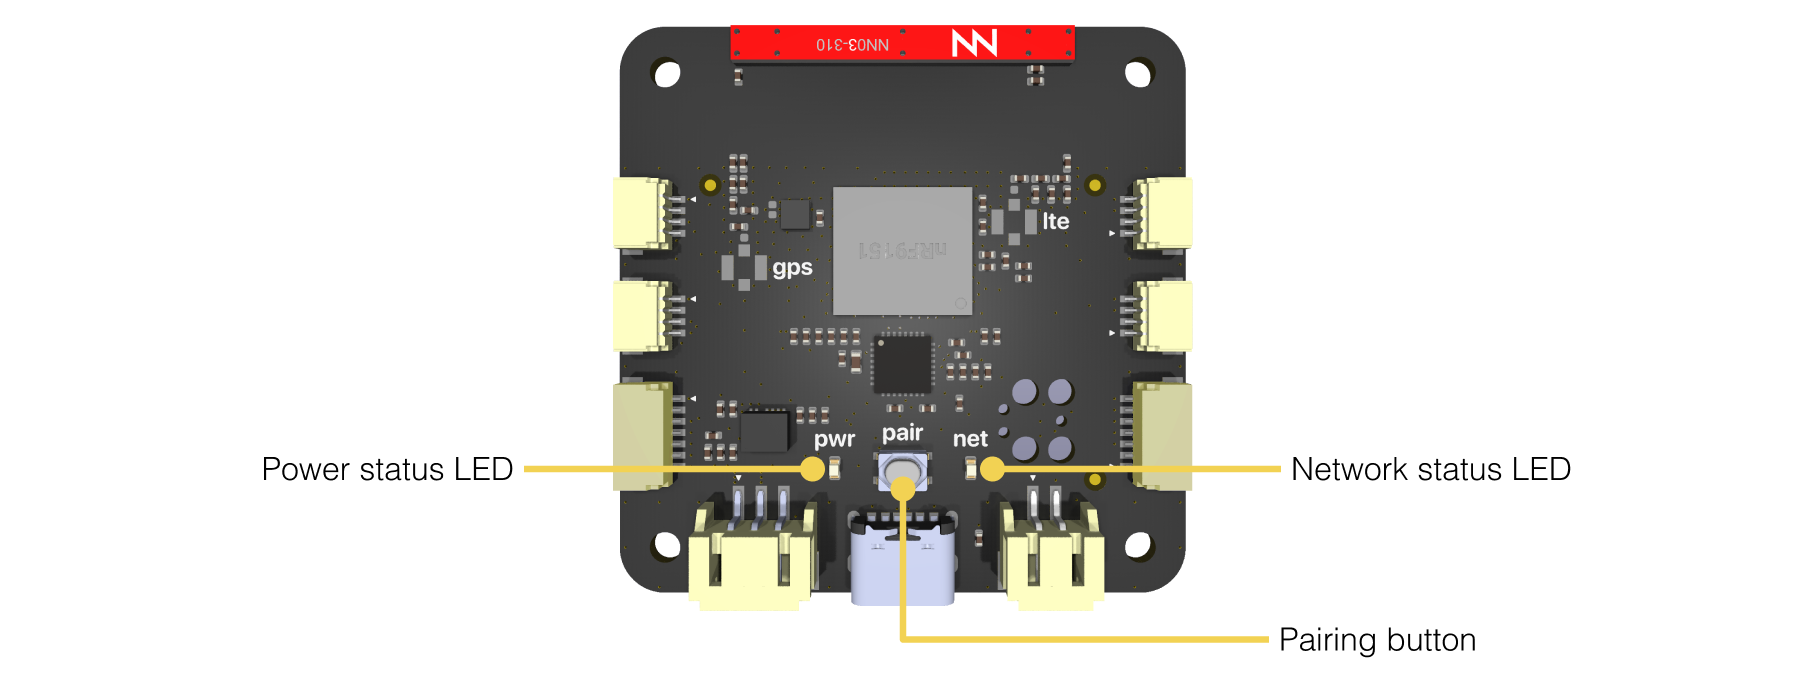 NN03-310
lte
nRF9151
gps
pwr
pair
net
Power status LED
Network status LED
Pairing button